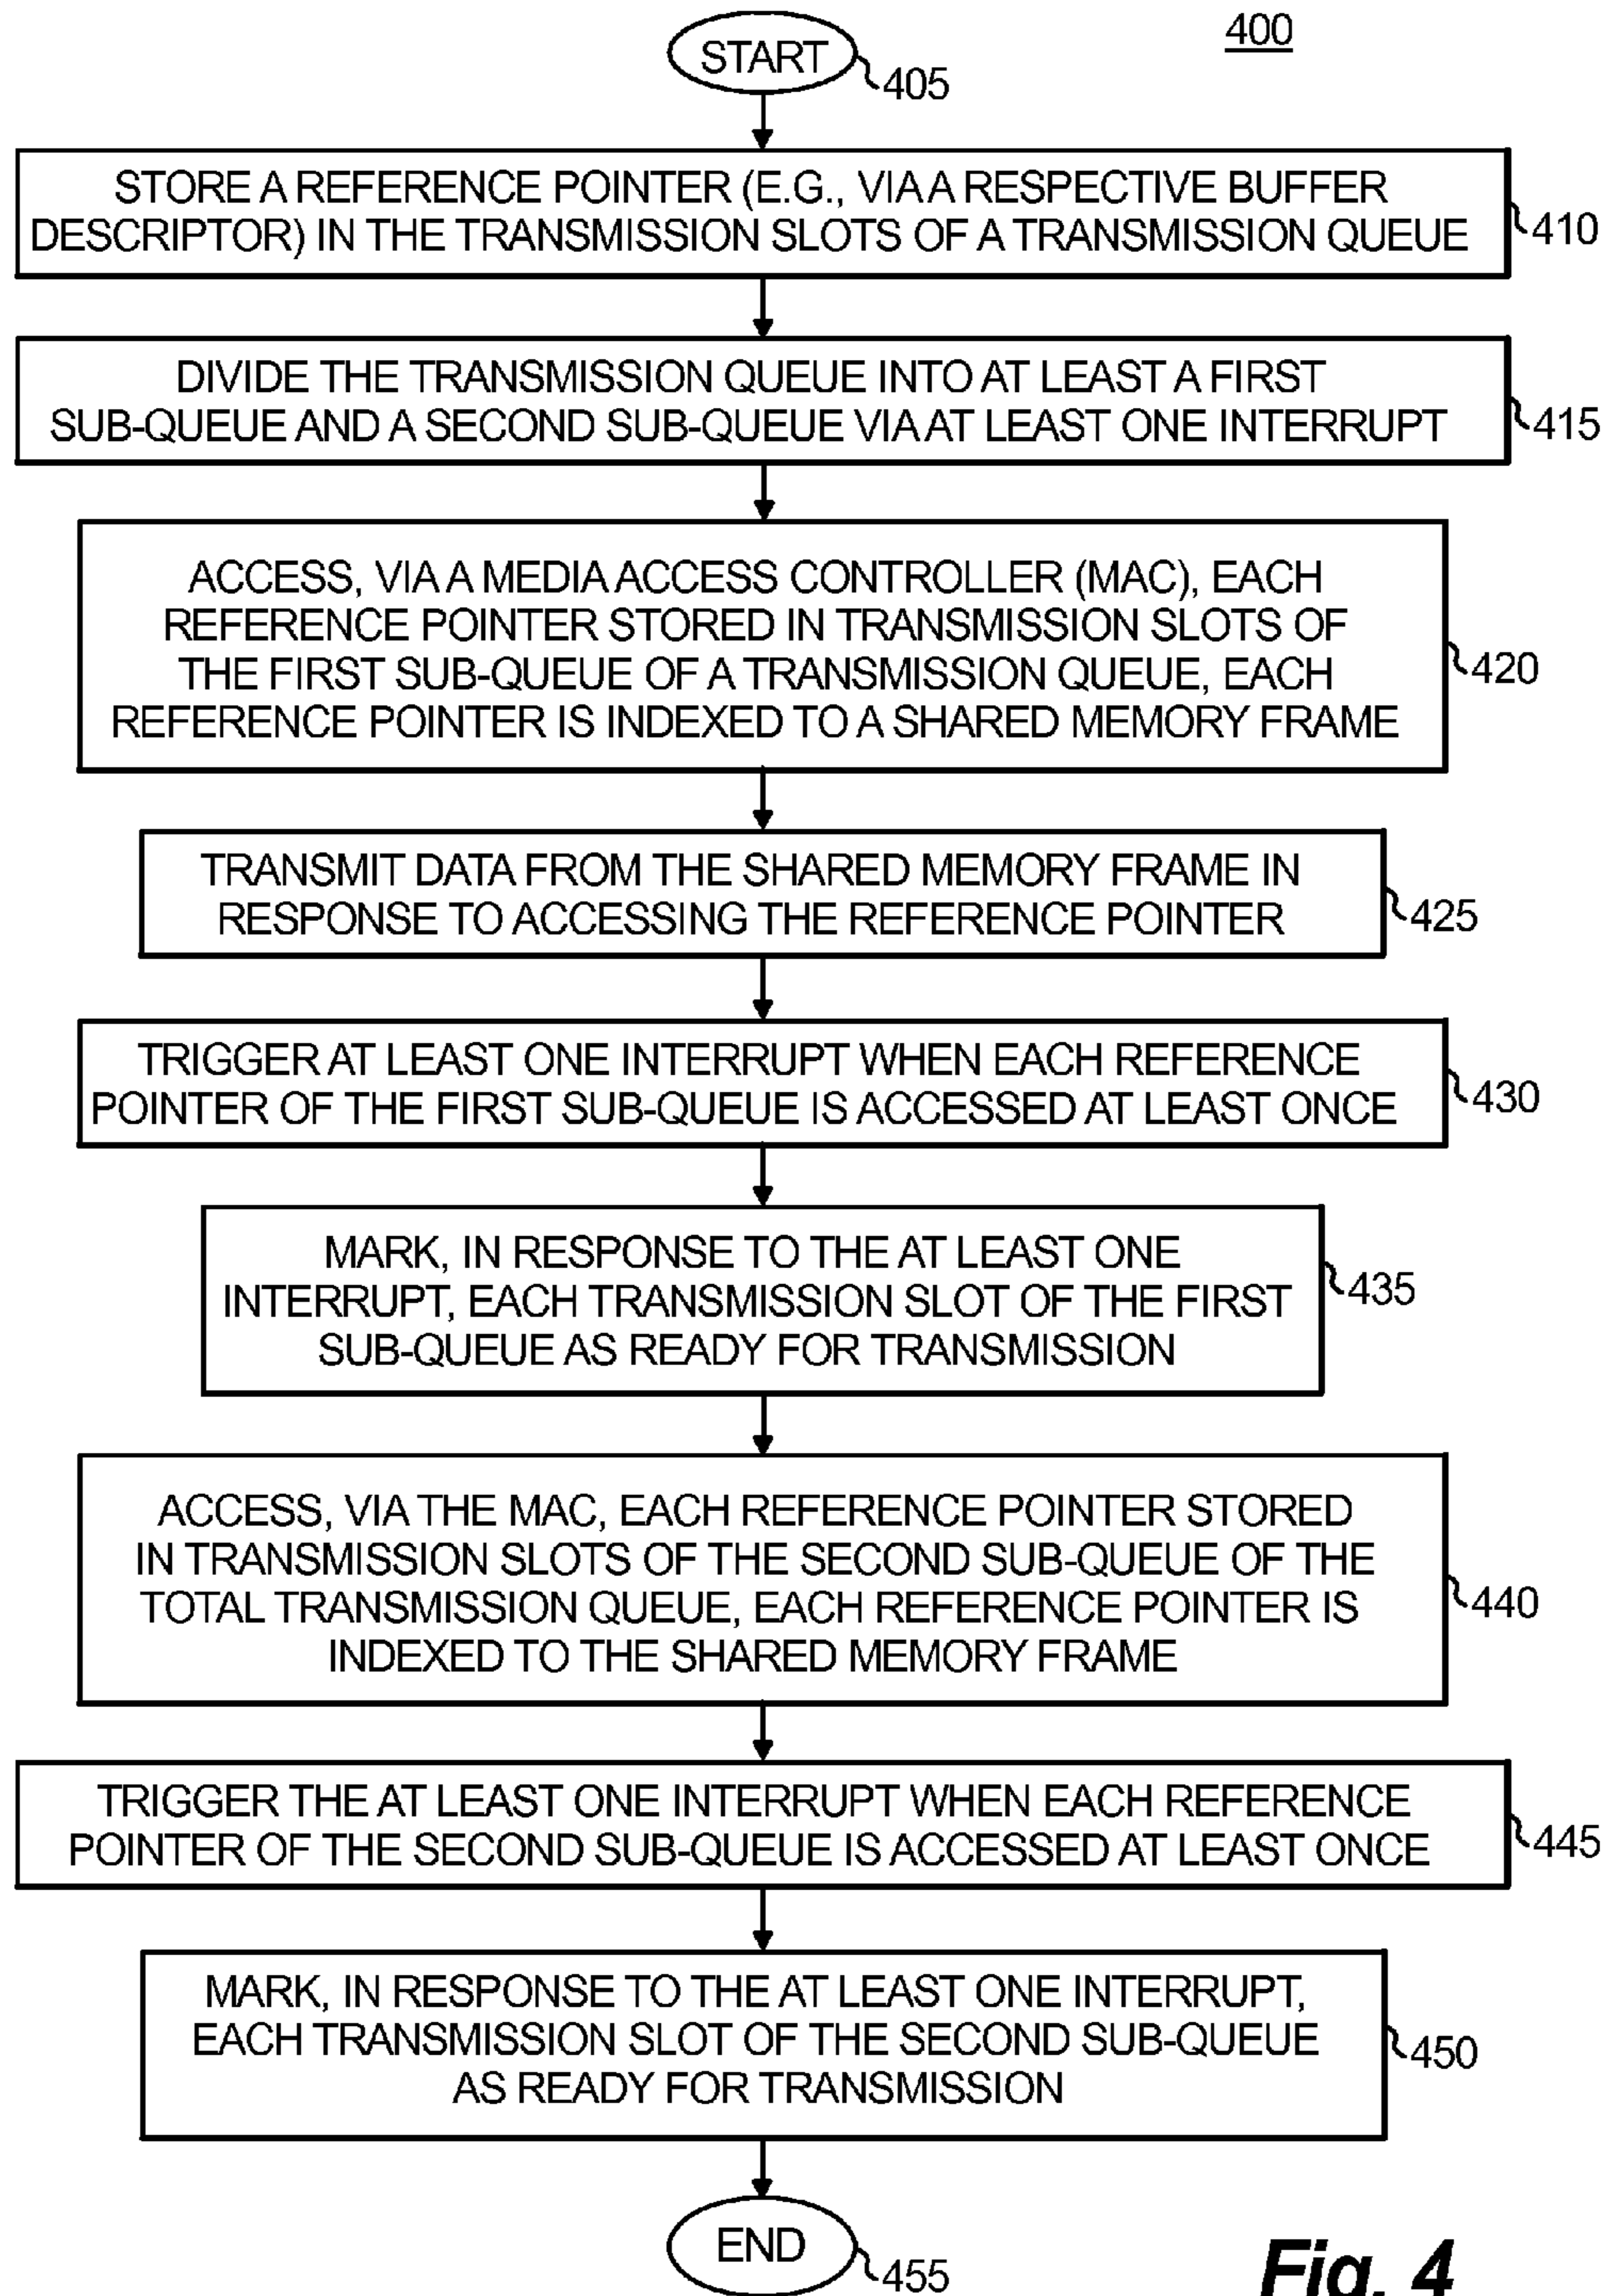 400
START
405
STORE A REFERENCE POINTER (E.G., VIA A RESPECTIVE BUFFER
DESCRIPTOR) IN THE TRANSMISSION SLOTS OF A TRANSMISSION QUEUE
410
DIVIDE THE TRANSMISSION QUEUE INTO AT LEAST A FIRST
SUB-QUEUE AND A SECOND SUB-QUEUE VIA AT LEAST ONE INTERRUPT
415
ACCESS, VIA A MEDIA ACCESS CONTROLLER (MAC), EACH
REFERENCE POINTER STORED IN TRANSMISSION SLOTS OF
THE FIRST SUB-QUEUE OF A TRANSMISSION QUEUE, EACH
REFERENCE POINTER IS INDEXED TO A SHARED MEMORY FRAME
420
TRANSMIT DATA FROM THE SHARED MEMORY FRAME IN
RESPONSE TO ACCESSING THE REFERENCE POINTER
425
TRIGGER AT LEAST ONE INTERRUPT WHEN EACH REFERENCE
POINTER OF THE FIRST SUB-QUEUE IS ACCESSED AT LEAST ONCE
430
MARK, IN RESPONSE TO THE AT LEAST ONE
INTERRUPT, EACH TRANSMISSION SLOT OF THE FIRST
SUB-QUEUE AS READY FOR TRANSMISSION
435
ACCESS, VIA THE MAC, EACH REFERENCE POINTER STORED
IN TRANSMISSION SLOTS OF THE SECOND SUB-QUEUE OF THE
TOTAL TRANSMISSION QUEUE, EACH REFERENCE POINTER IS
INDEXED TO THE SHARED MEMORY FRAME
440
TRIGGER THE AT LEAST ONE INTERRUPT WHEN EACH REFERENCE
POINTER OF THE SECOND SUB-QUEUE IS ACCESSED AT LEAST ONCE
445
MARK, IN RESPONSE TO THE AT LEAST ONE INTERRUPT,
EACH TRANSMISSION SLOT OF THE SECOND SUB-QUEUE
AS READY FOR TRANSMISSION
450
END
455
Fig. 4